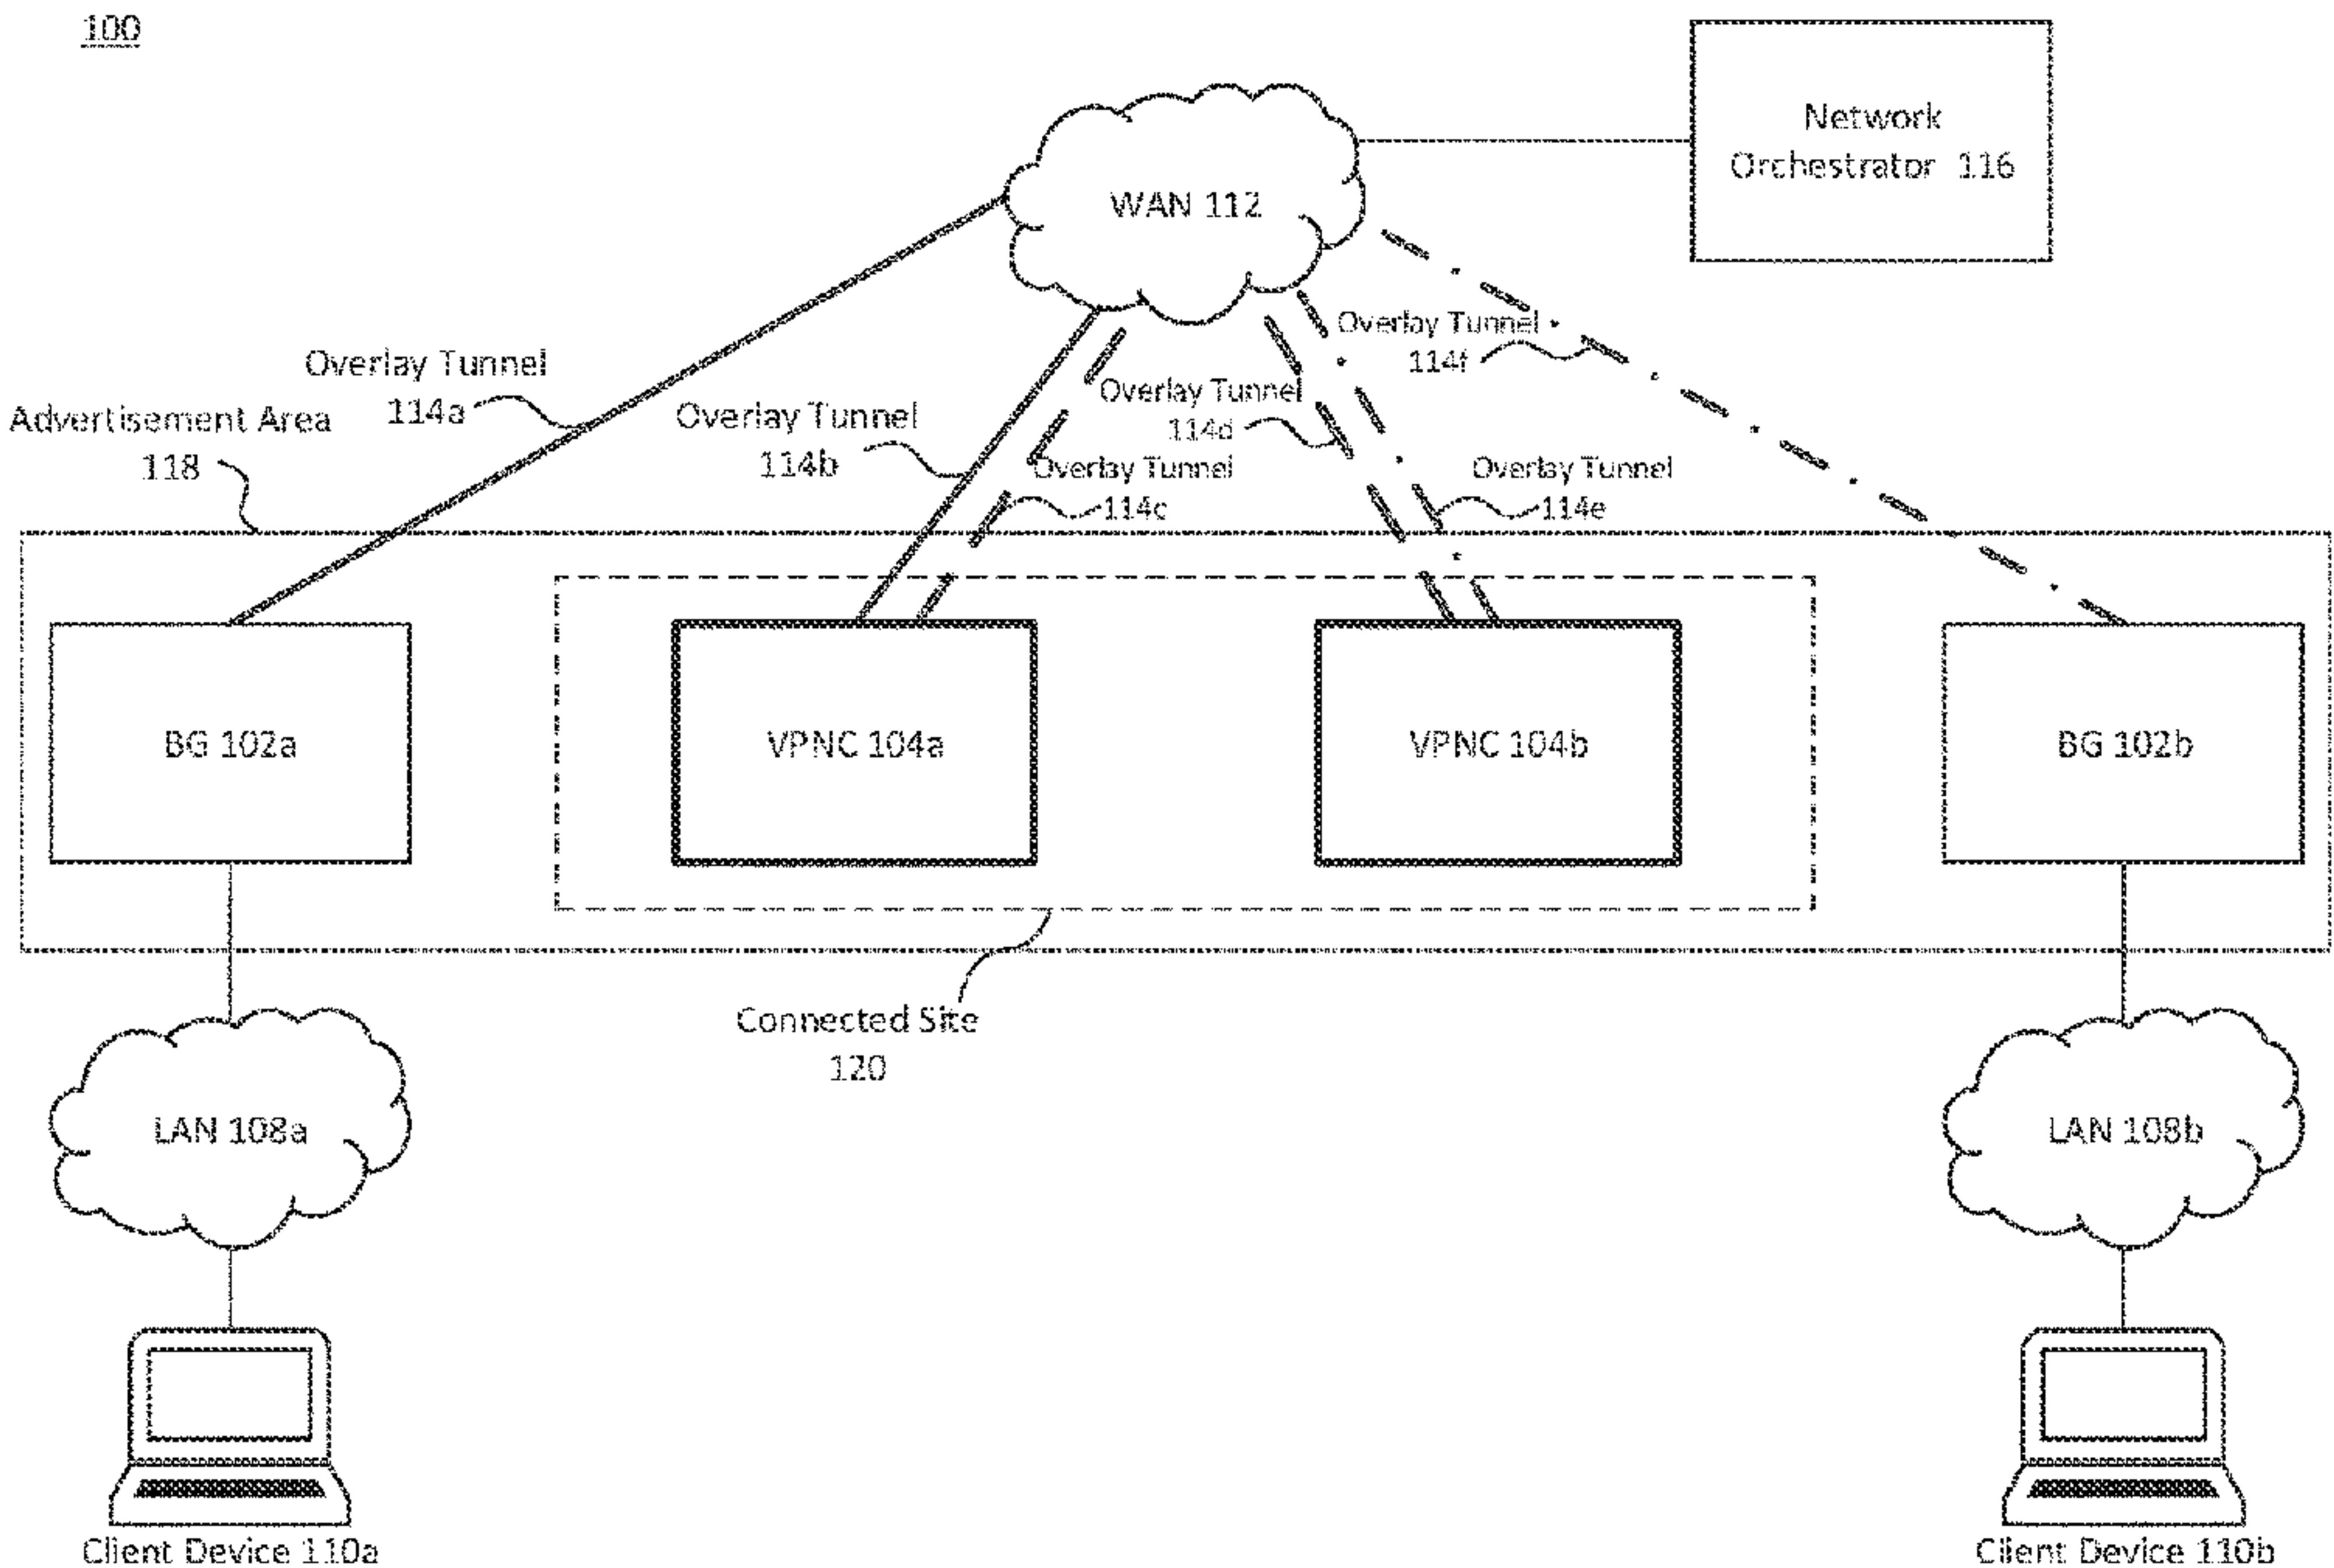 100
Network
Orchestrator 116
WAN 112
Overlay Tunnel
114a
Advertisement Area
118
Overlay Tunnel
114b
Overlay Tunnel
114c
Overlay Tunnel
114d
Overlay Tunnel
114e
Overlay Tunnel
114f
BG 102a
VPNC 104a
VPNC 104b
BG 102b
Connected Site
120
LAN 108a
LAN 108b
Client Device 110a
Client Device 110b